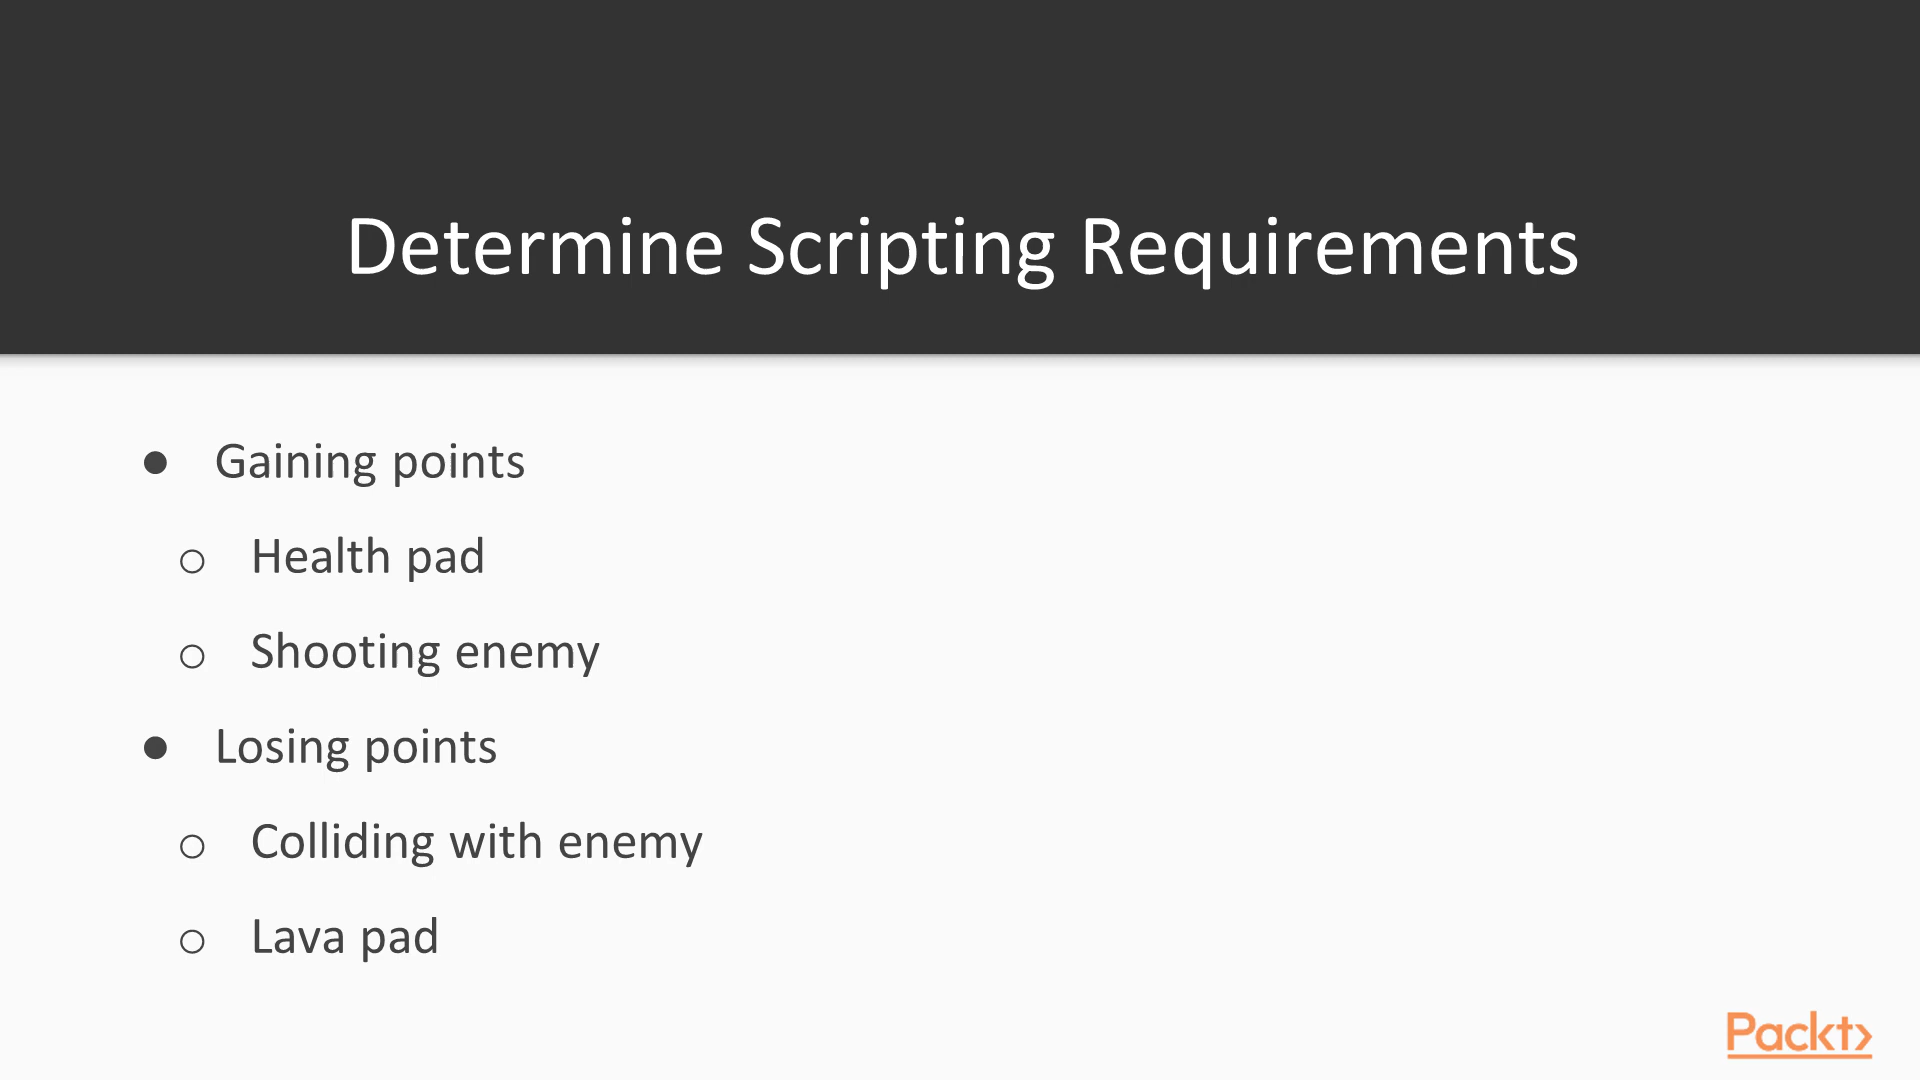 Determine Scripting Requirements
● Gaining points
○ Health pad
○ Shooting enemy
● Losing points
○ Colliding with enemy
○ Lava pad
Packt>